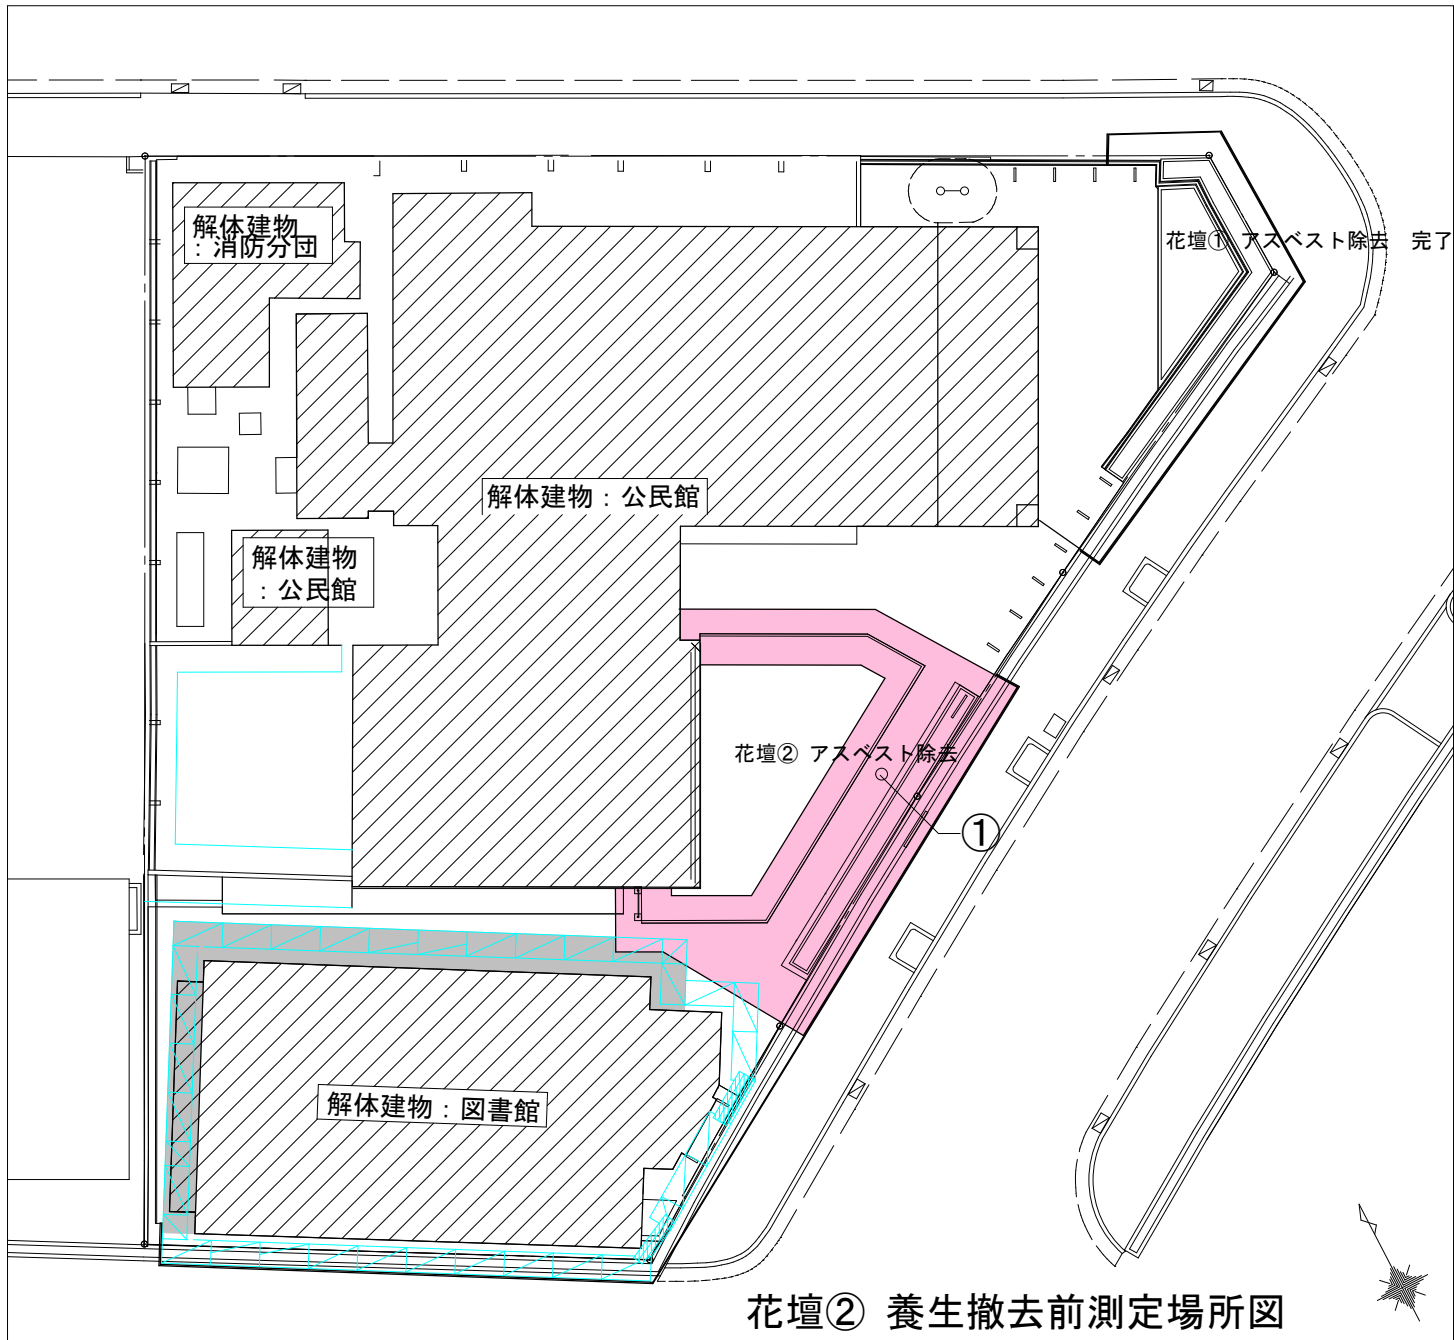 解体建物
：消防分団
花壇① アスベスト除去　完了
解体建物：公民館
解体建物
：公民館
花壇② アスベスト除去
①
解体建物：図書館
花壇② 養生撤去前測定場所図